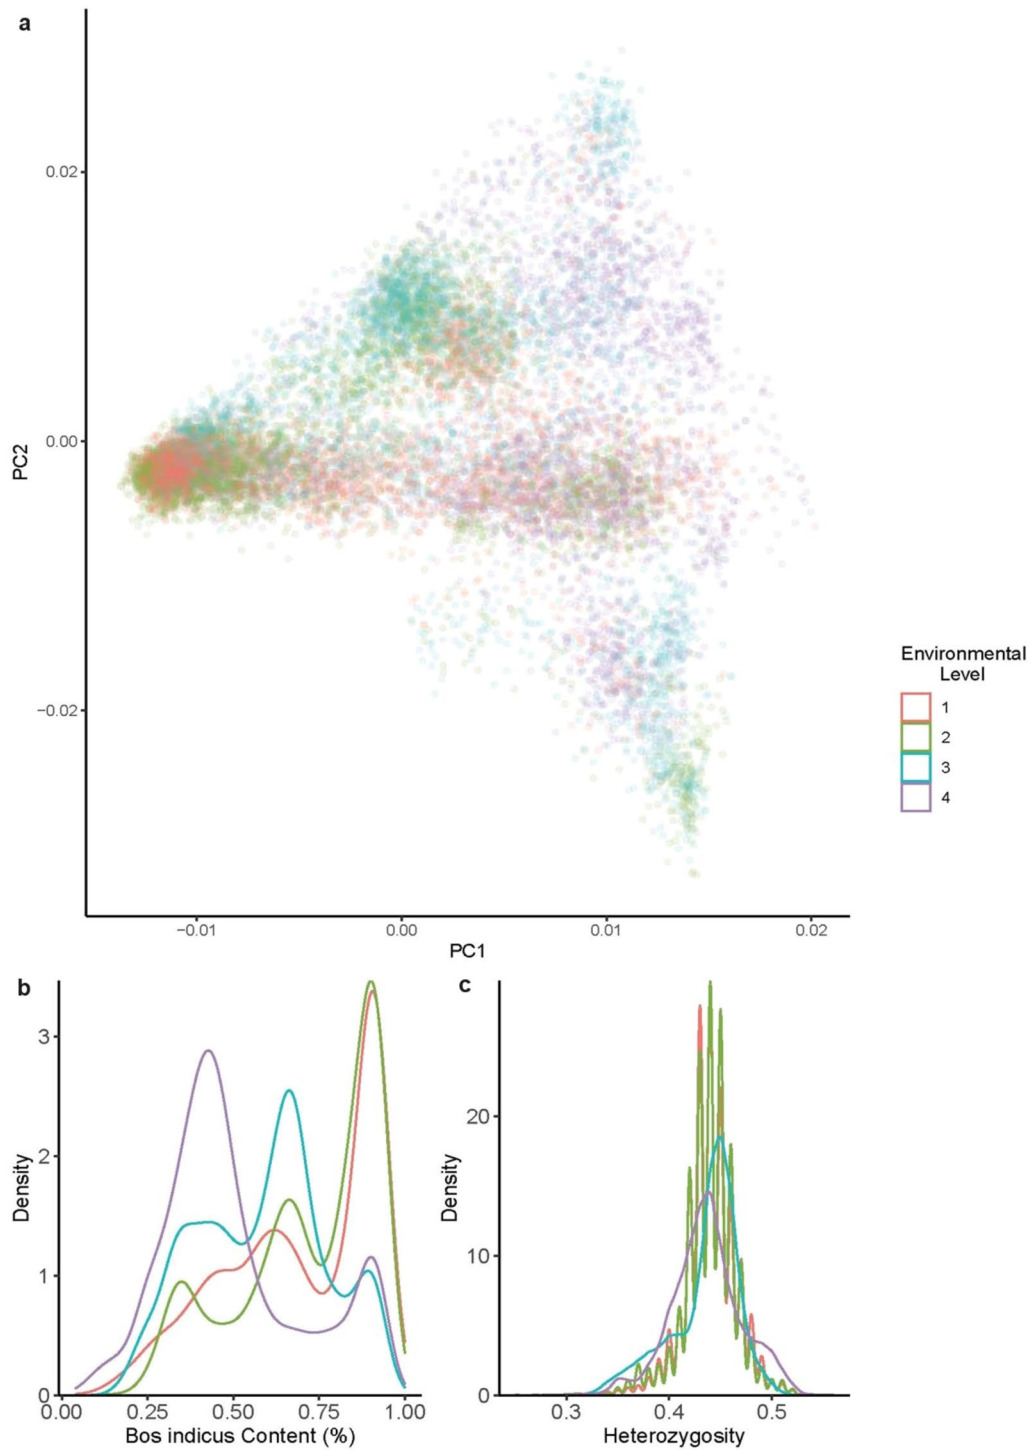 a
0.02
0.00
−0.02
PC2
−0.01
0.00
0.01
0.02
PC1
Environmental
Level
1
2
3
4
b
3
2
1
0
Density
0.00
0.25
0.50
0.75
1.00
Bos indicus Content (%)
c
20
10
0
Density
0.3
0.4
0.5
Heterozygosity